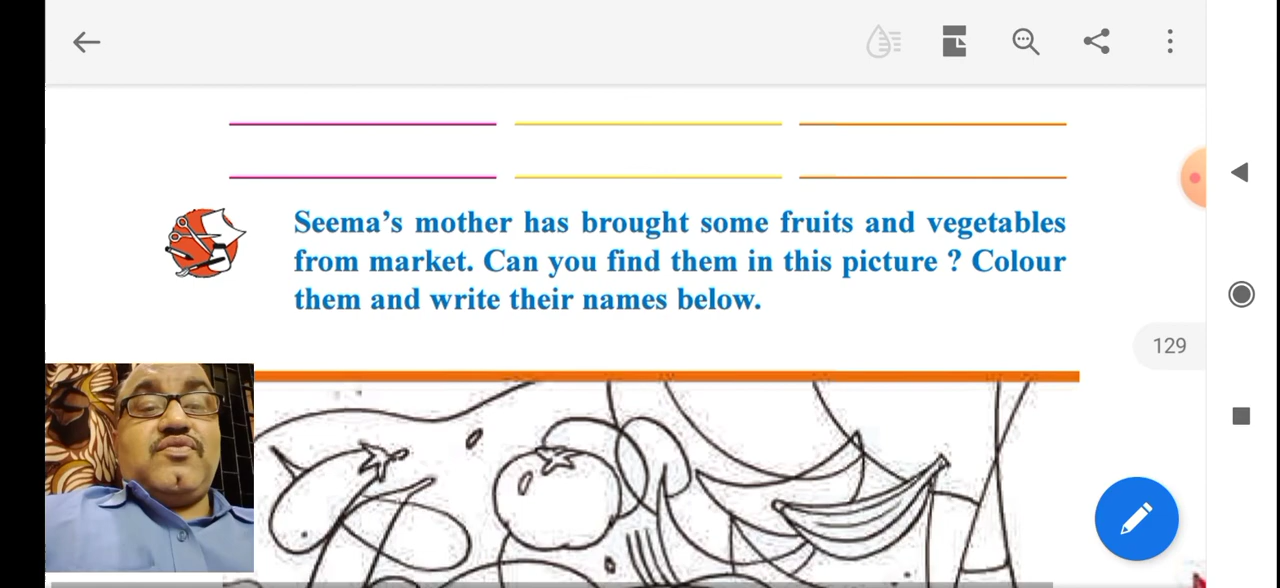 Seema's mother has brought some fruits and vegetables
from market. Can you find them in this picture ? Colour
them and write their names below.
129